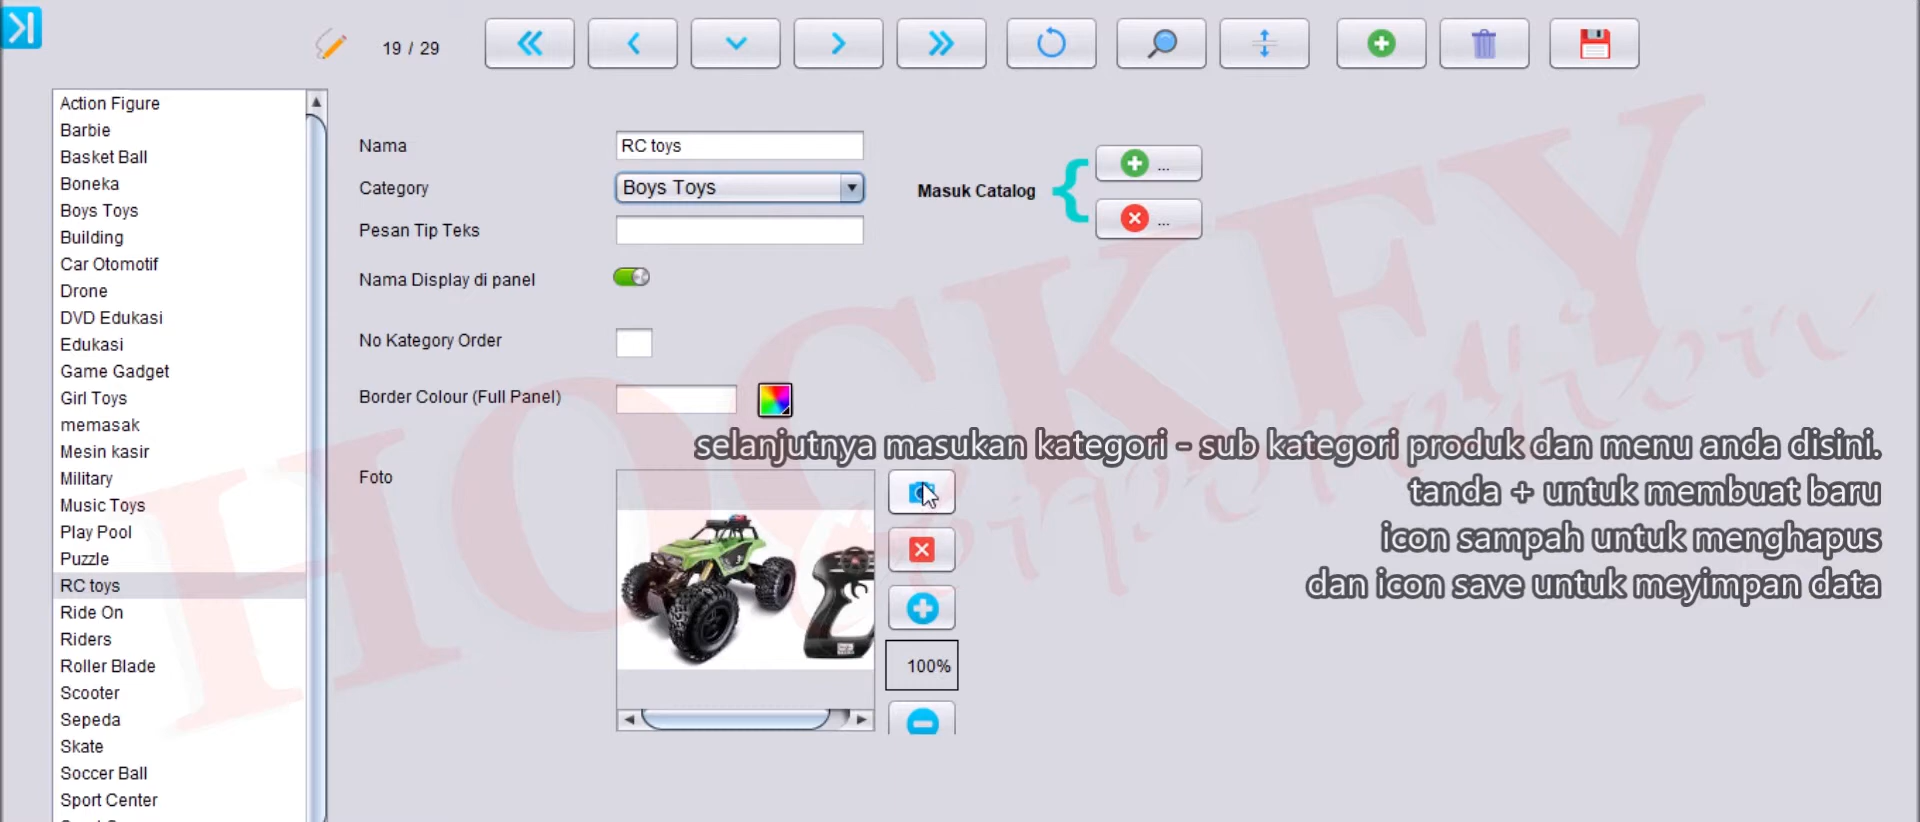 19 / 29
Action Figure
Barbie
Basket Ball
Boneka
Boys Toys
Building
Car Otomotif
Drone
DVD Edukasi
Edukasi
Game Gadget
Girl Toys
memasak
Mesin kasir
Military
Music Toys
Play Pool
Puzzle
RC toys
Ride On
Riders
Roller Blade
Scooter
Sepeda
Skate
Soccer Ball
Sport Center
Nama
RC toys
Category
Boys Toys
Pesan Tip Teks
Nama Display di panel
No Kategory Order
Border Colour (Full Panel)
Foto
100%
Masuk Catalog
...
...
HOCKEY
selanjutnya masukan kategori - sub kategori produk dan menu anda disini.
tanda + untuk membuat baru
icon sampah untuk menghapus
dan icon save untuk meyimpan data